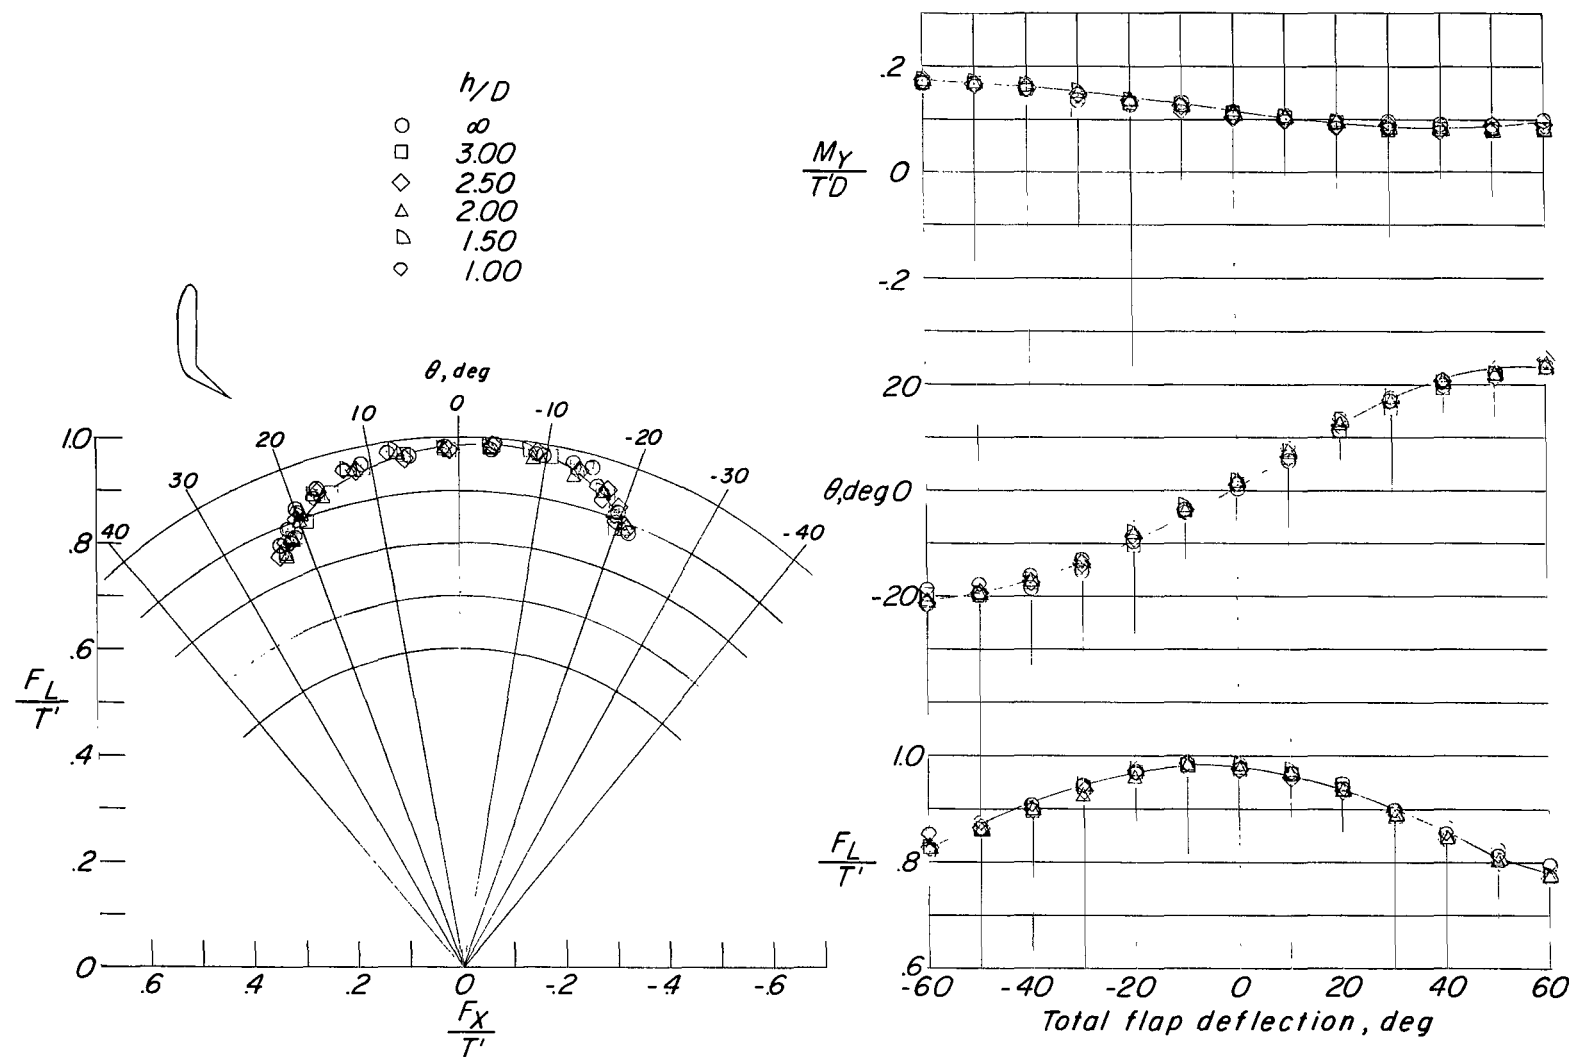 h/D
∞
3.00
2.50
2.00
1.50
1.00
θ, deg
40 30 20 10 0 -10 -20 -30 -40
1.0
.8
.6
F_L/T'
.4
.2
0
.6 .4 .2 0 -.2 -.4 -.6
F_X/T'
.2
M_Y/T'D
0
-.2
20
θ,deg 0
-20
1.0
F_L/T'
.8
.6
-60 -40 -20 0 20 40 60
Total flap deflection, deg